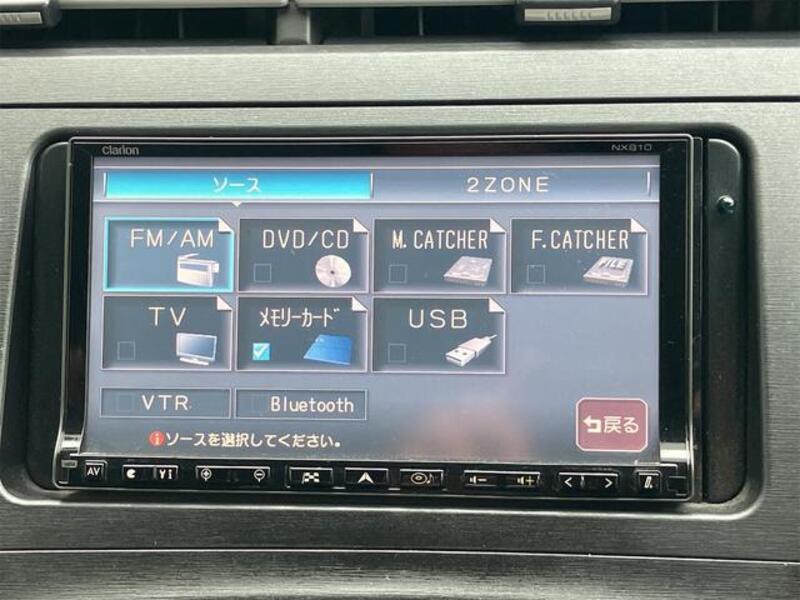 Clarion NX810
ソース 2ZONE
FM/AM DVD/CD M.CATCHER F.CATCHER
FILE
TV メモリーカード USB
VTR Bluetooth
戻る
ソースを選択してください。
AV